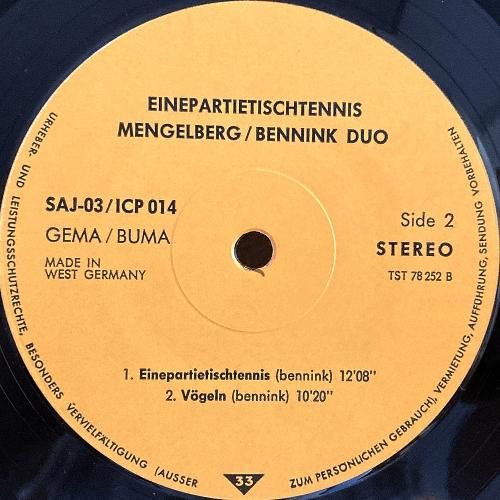 EINEPARTIETISCHTENNIS
MENGELBERG/BENNINK DUO
SAJ-03/ICP 014
GEMA/BUMA
MADE IN
WEST GERMANY
Side 2
STEREO
TST 78 252 B
1. Einepartietischtennis (bennink) 12'08"
2. Vögeln (bennink) 10'20"
URHEBER- UND LEISTUNGSSCHUTZRECHTE, BESONDERS VERVIELFÄLTIGUNG (AUSSER
ZUM PERSÖNLICHEN GEBRAUCH), VERMIETUNG, AUFFÜHRUNG, SENDUNG VORBEHALTEN
33